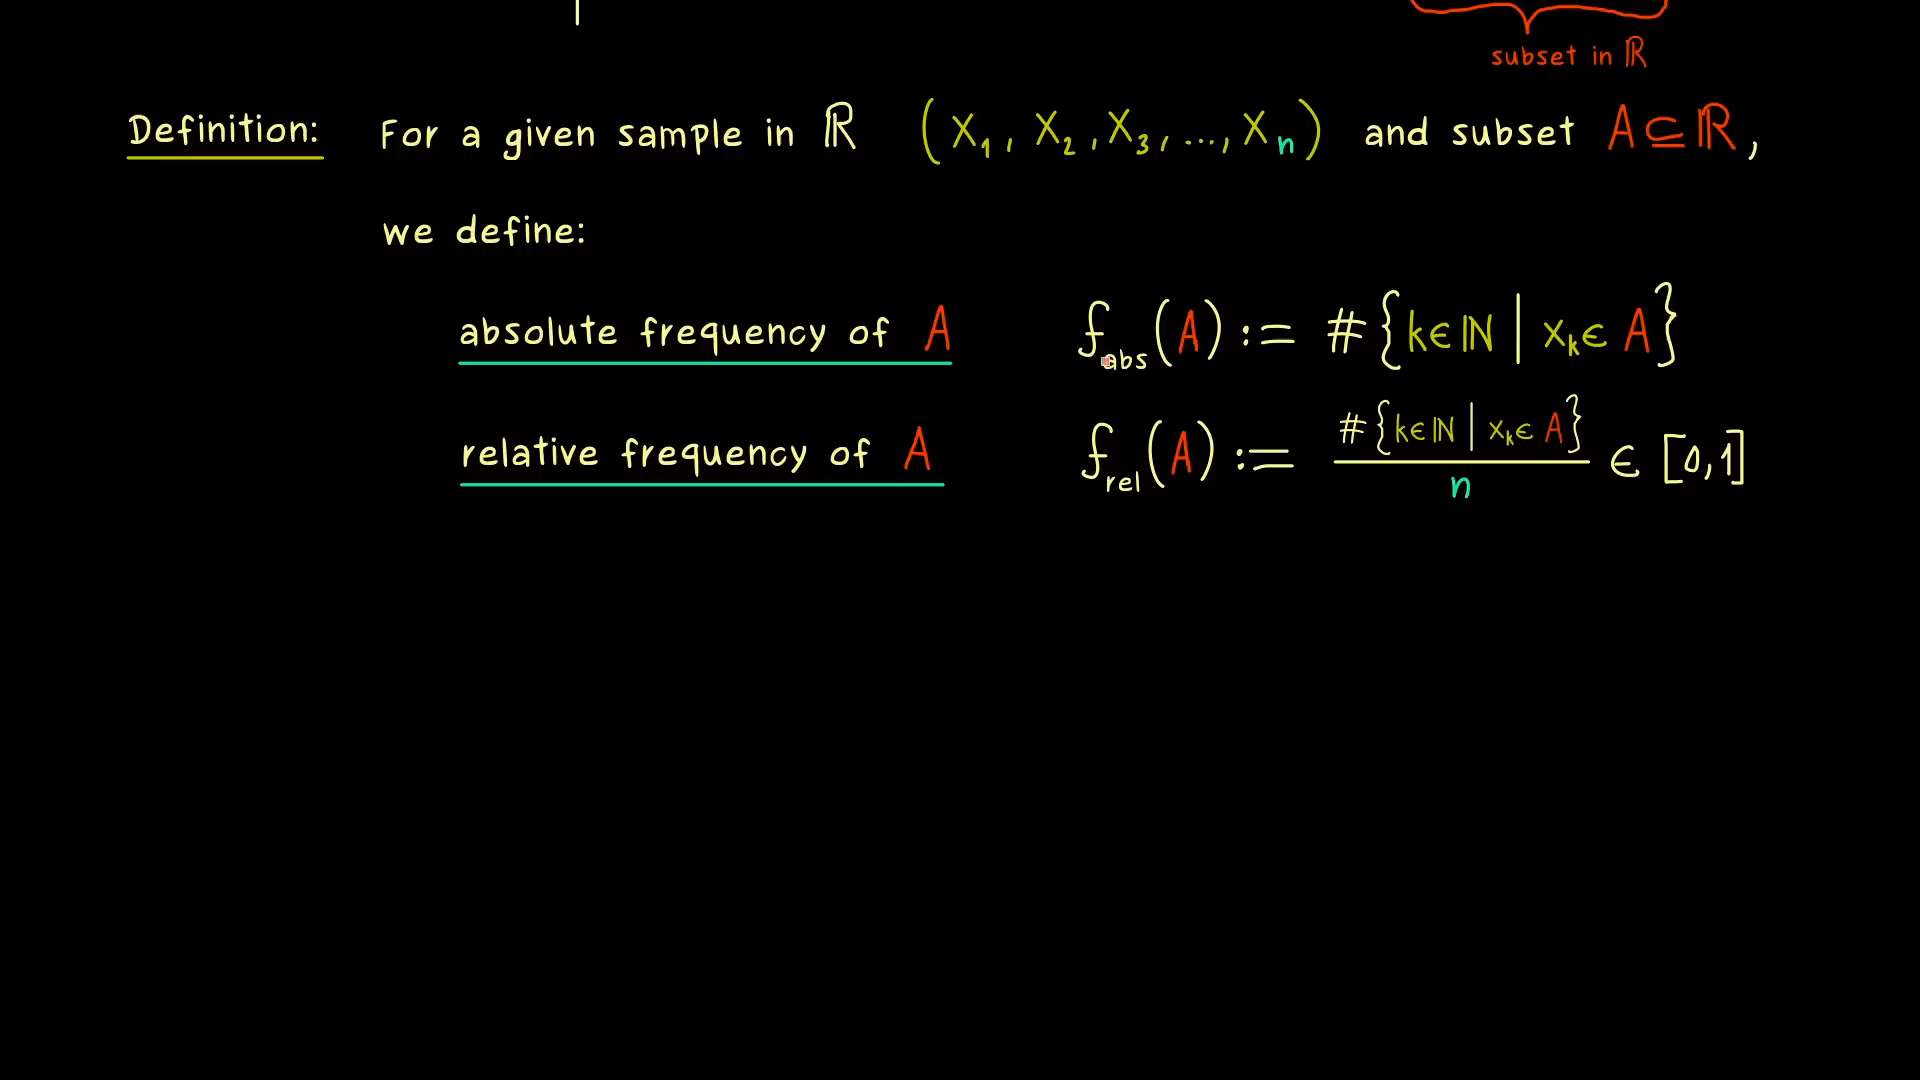 subset in ℝ
Definition: For a given sample in ℝ (x₁, x₂, x₃, ..., xₙ) and subset A ⊆ ℝ,
we define:
absolute frequency of A f_abs(A) := #{k ∈ ℕ | x_k ∈ A}
relative frequency of A f_rel(A) := #{k ∈ ℕ | x_k ∈ A} / n ∈ [0,1]